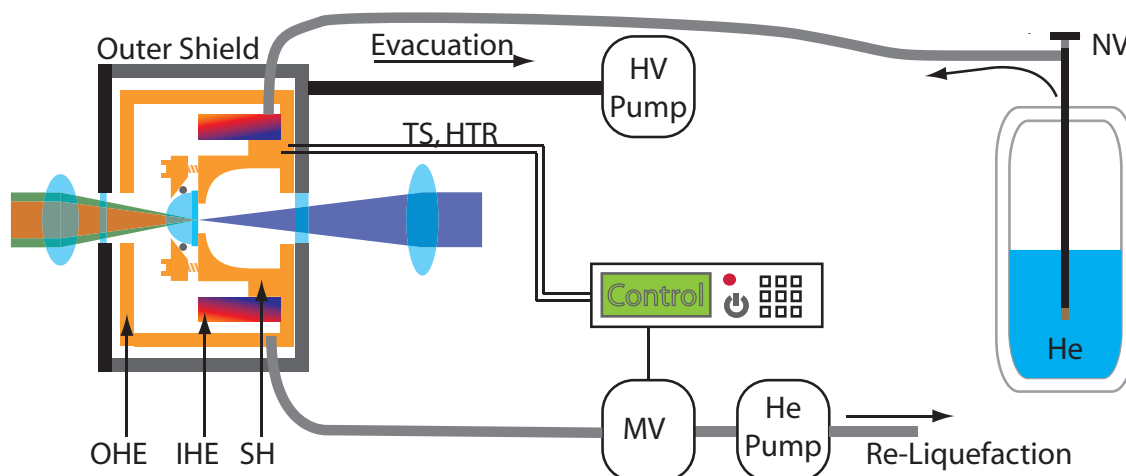 Outer Shield
Evacuation
HV
Pump
NV
TS, HTR
Control
He
OHE
IHE
SH
MV
He
Pump
Re-Liquefaction